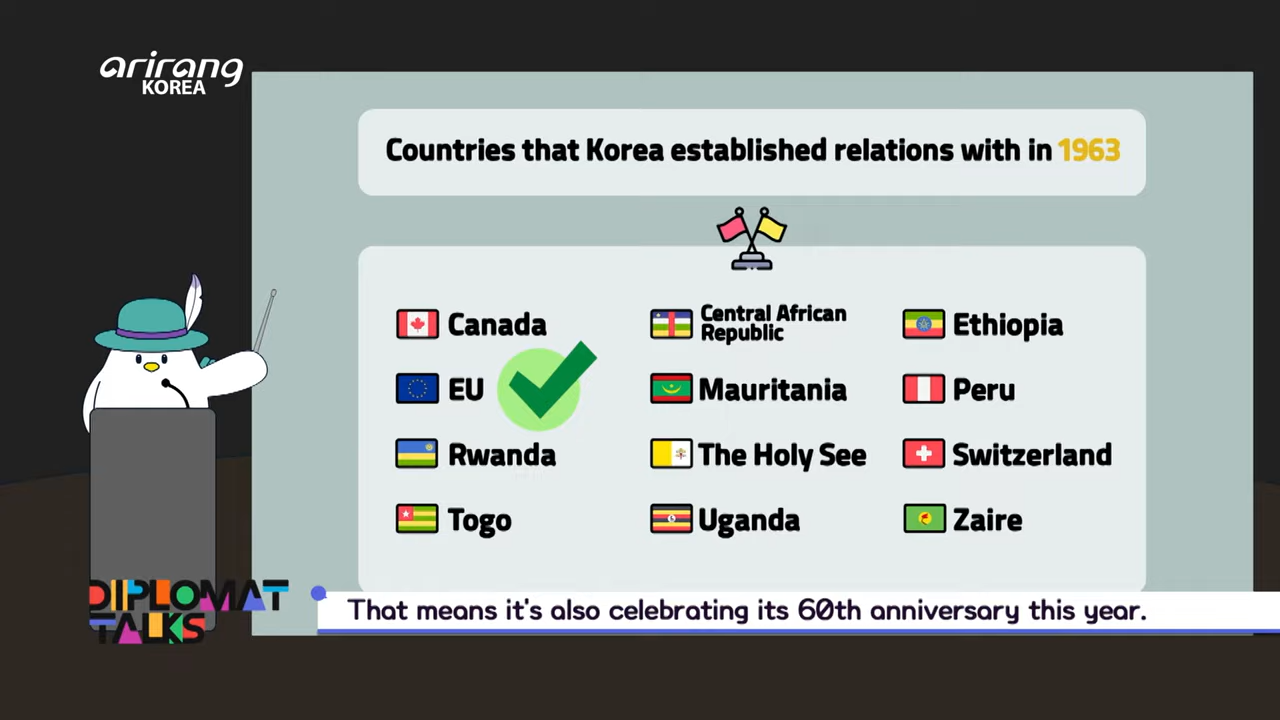 arirang
KOREA
Countries that Korea established relations with in 1963
Canada
Central African
Republic
Ethiopia
EU
Mauritania
Peru
Rwanda
The Holy See
Switzerland
Togo
Uganda
Zaire
DIPLOMAT
TALKS
That means it's also celebrating its 60th anniversary this year.